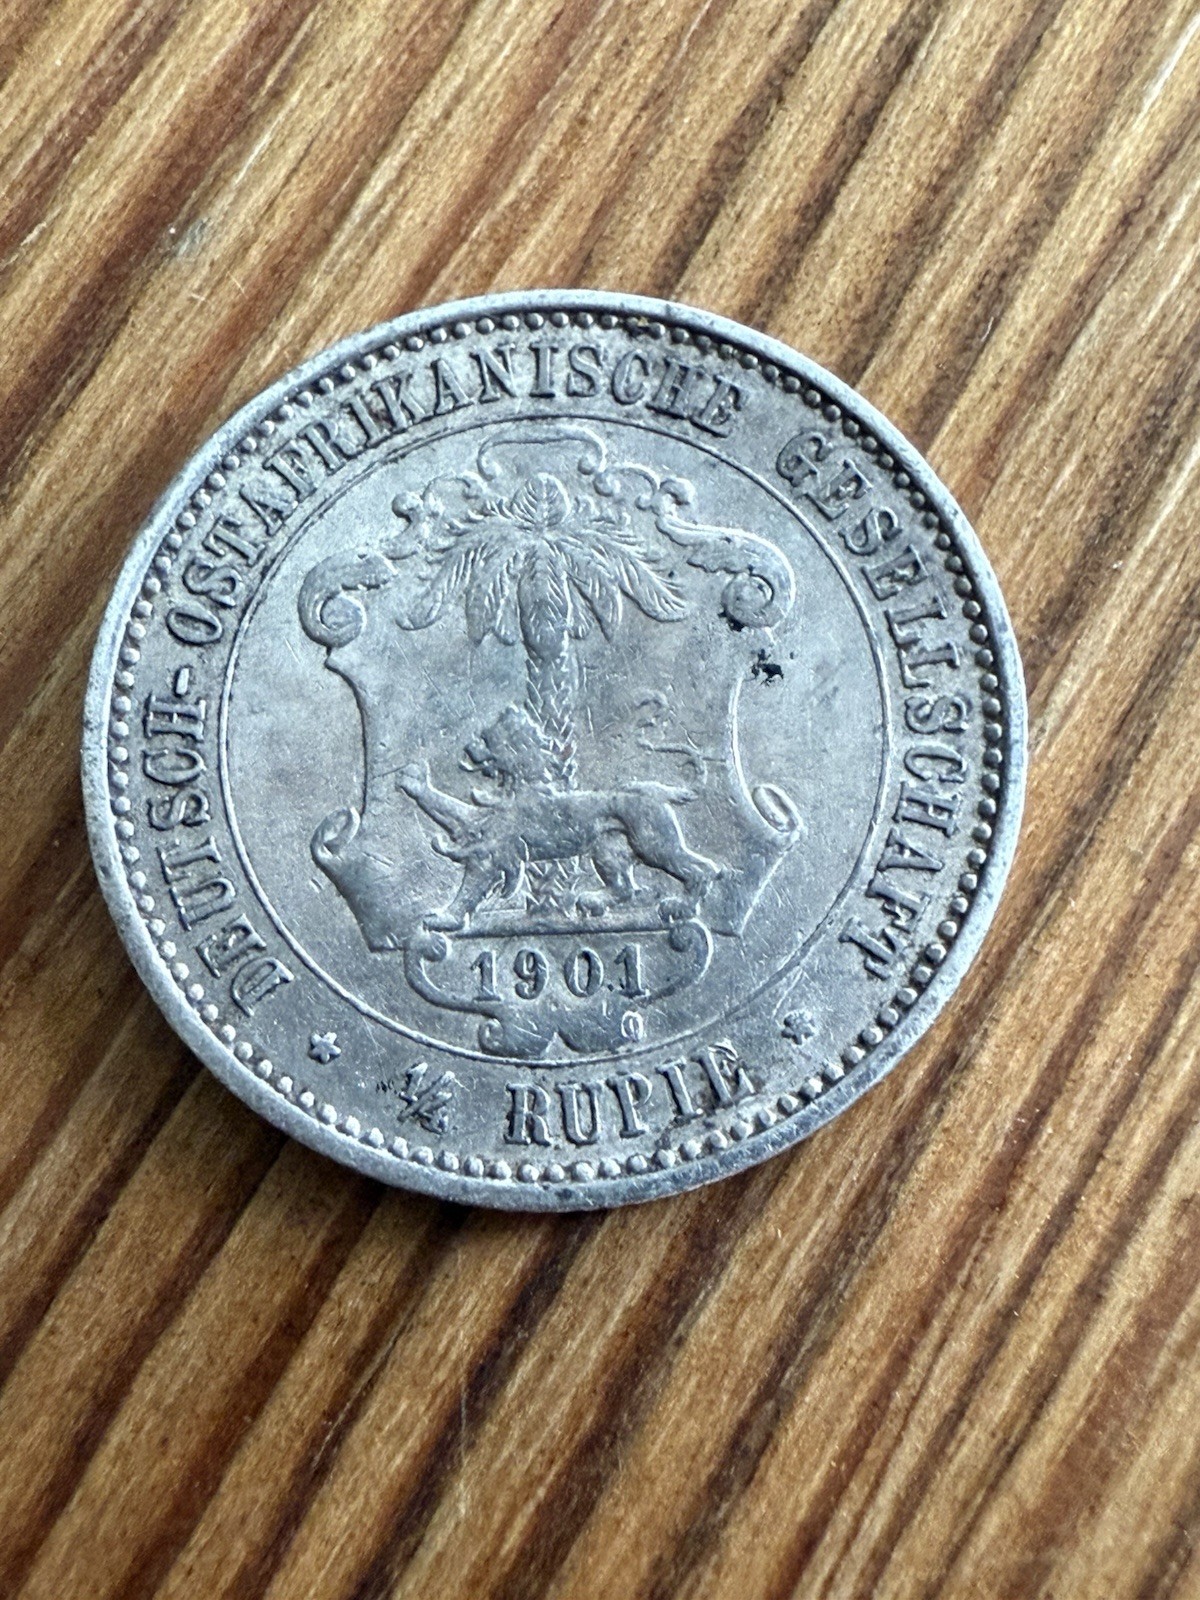 DEUTSCH-OSTAFRIKANISCHE GESELLSCHAFT
1901
* ¼ RUPIE *